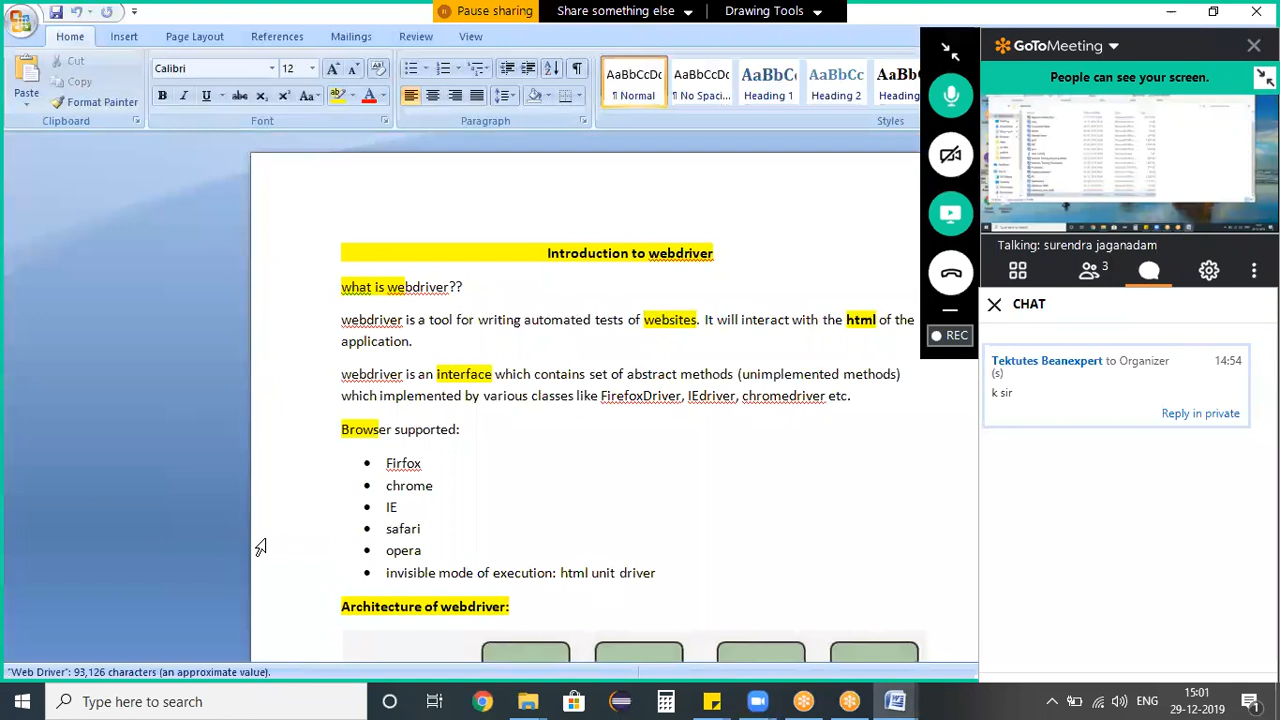 Pause sharing
Share something else
Drawing Tools
Home Insert Page Layout References Mailings Review View
Cut
Copy
Format Painter
Paste
Clipboard
Calibri 12
Font
Paragraph
AaBbCcDc AaBbCcDc AaBbC AaBbCc AaBbC
¶ Normal ¶ No Spaci... Heading 1 Heading 2 Heading
Styles
GoToMeeting
People can see your screen.
Talking: surendra jaganadam
3
REC
CHAT
Tektutes Beanexpert to Organizer
(s)
14:54
k sir
Reply in private
Introduction to webdriver
what is webdriver??
webdriver is a tool for writing automated tests of websites. It will interact with the html of the
application.
webdriver is an interface which contains set of abstract methods (unimplemented methods)
which implemented by various classes like FirefoxDriver, IEdriver, chromedriver etc.
Browser supported:
• Firfox
• chrome
• IE
• safari
• opera
• invisible mode of execution: html unit driver
Architecture of webdriver:
"Web Driver": 93,126 characters (an approximate value).
Type here to search
ENG
15:01
29-12-2019
1